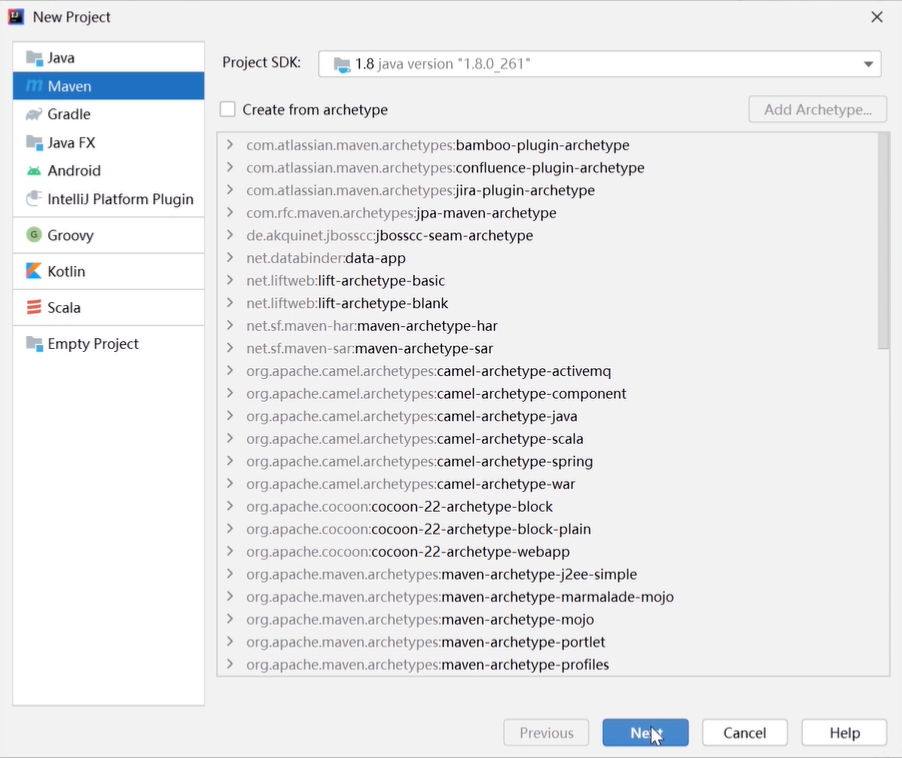 New Project
Java
Maven
Gradle
Java FX
Android
IntelliJ Platform Plugin
Groovy
Kotlin
Scala
Empty Project
Project SDK: 1.8 java version "1.8.0_261"
Create from archetype
Add Archetype...
com.atlassian.maven.archetypes:bamboo-plugin-archetype
com.atlassian.maven.archetypes:confluence-plugin-archetype
com.atlassian.maven.archetypes:jira-plugin-archetype
com.rfc.maven.archetypes:jpa-maven-archetype
de.akquinet.jbosscc:jbosscc-seam-archetype
net.databinder:data-app
net.liftweb:lift-archetype-basic
net.liftweb:lift-archetype-blank
net.sf.maven-har:maven-archetype-har
net.sf.maven-sar:maven-archetype-sar
org.apache.camel.archetypes:camel-archetype-activemq
org.apache.camel.archetypes:camel-archetype-component
org.apache.camel.archetypes:camel-archetype-java
org.apache.camel.archetypes:camel-archetype-scala
org.apache.camel.archetypes:camel-archetype-spring
org.apache.camel.archetypes:camel-archetype-war
org.apache.cocoon:cocoon-22-archetype-block
org.apache.cocoon:cocoon-22-archetype-block-plain
org.apache.cocoon:cocoon-22-archetype-webapp
org.apache.maven.archetypes:maven-archetype-j2ee-simple
org.apache.maven.archetypes:maven-archetype-marmalade-mojo
org.apache.maven.archetypes:maven-archetype-mojo
org.apache.maven.archetypes:maven-archetype-portlet
org.apache.maven.archetypes:maven-archetype-profiles
Previous
Next
Cancel
Help